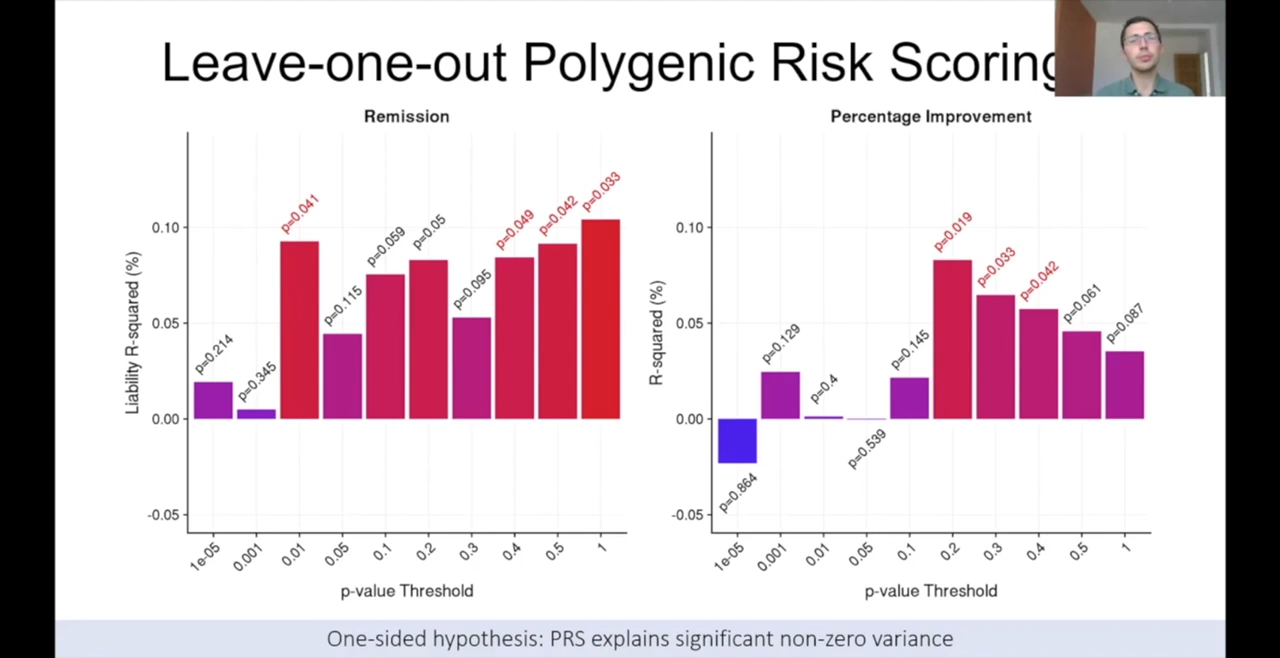 Leave-one-out Polygenic Risk Scoring
Remission
Liability R-squared (%)
0.10
0.05
0.00
-0.05
p=0.214
p=0.345
p=0.041
p=0.115
p=0.059
p=0.05
p=0.095
p=0.049
p=0.042
p=0.033
1e-05
0.001
0.01
0.05
0.1
0.2
0.3
0.4
0.5
1
p-value Threshold
Percentage Improvement
R-squared (%)
0.10
0.05
0.00
-0.05
p=0.864
p=0.129
p=0.4
p=0.539
p=0.145
p=0.019
p=0.033
p=0.042
p=0.061
p=0.087
1e-05
0.001
0.01
0.05
0.1
0.2
0.3
0.4
0.5
1
p-value Threshold
One-sided hypothesis: PRS explains significant non-zero variance